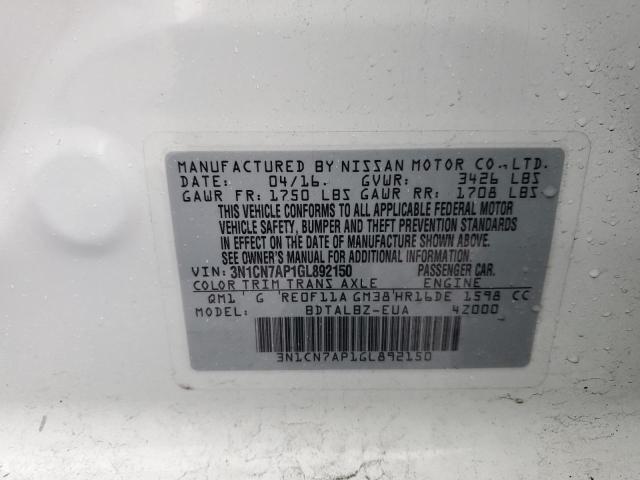 MANUFACTURED BY NISSAN MOTOR CO.,LTD.
DATE: 04/16. GVWR: 3426 LBS
GAWR FR: 1750 LBS GAWR RR: 1708 LBS
THIS VEHICLE CONFORMS TO ALL APPLICABLE FEDERAL MOTOR
VEHICLE SAFETY, BUMPER AND THEFT PREVENTION STANDARDS
IN EFFECT ON THE DATE OF MANUFACTURE SHOWN ABOVE.
SEE OWNER'S MANUAL FOR ADDITIONAL INFORMATION.
VIN: 3N1CN7AP1GL892150 PASSENGER CAR.
COLOR TRIM TRANS AXLE ENGINE
QM1 G RE0F11A GM38 HR16DE 1598 CC
MODEL: BDTALBZ-EUA 4Z000
3N1CN7AP1GL892150